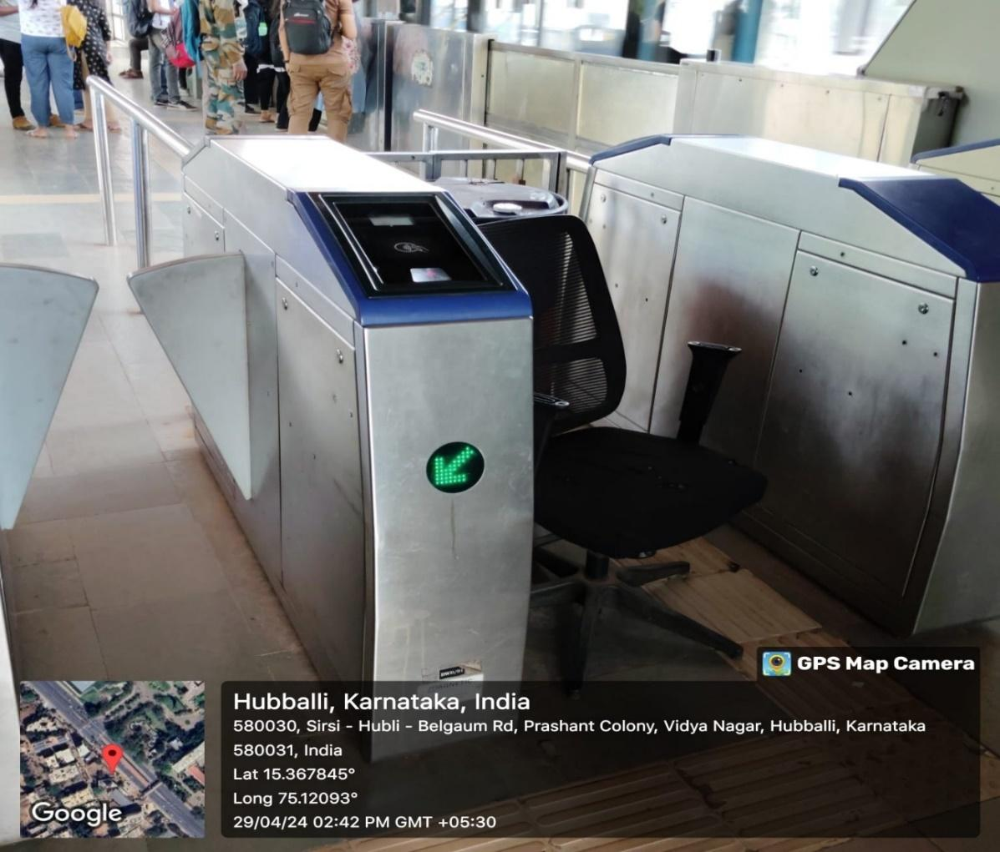 GPS Map Camera
Hubballi, Karnataka, India
580030, Sirsi - Hubli - Belgaum Rd, Prashant Colony, Vidya Nagar, Hubballi, Karnataka
580031, India
Lat 15.367845°
Long 75.12093°
29/04/24 02:42 PM GMT +05:30
Google